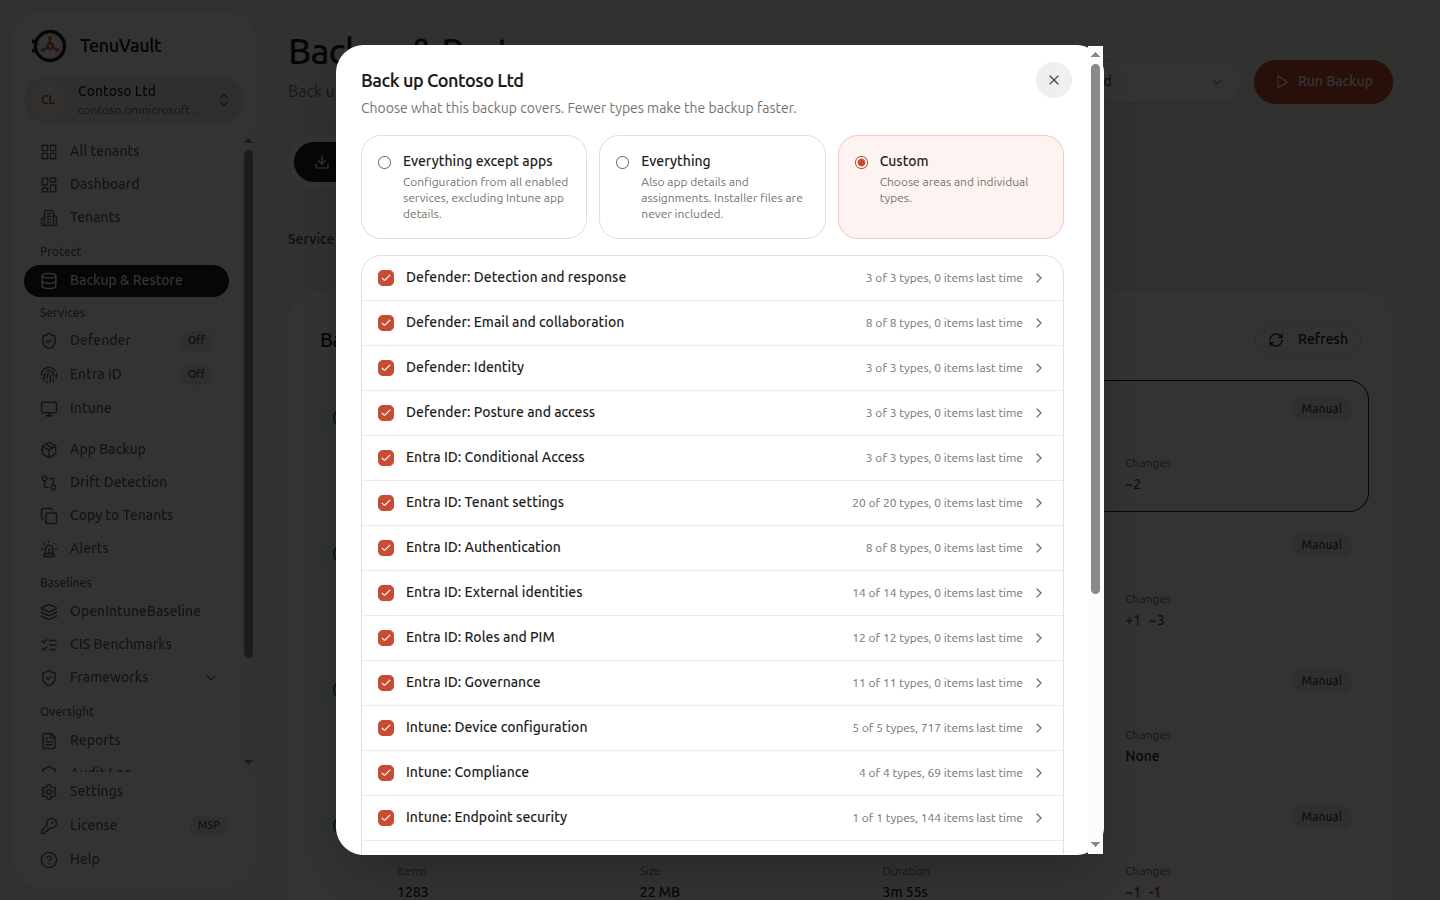 TenuVault
CL
Contoso Ltd
contoso.onmicrosoft...
All tenants
Dashboard
Tenants
Protect
Backup & Restore
Services
Defender
Off
Entra ID
Off
Intune
App Backup
Drift Detection
Copy to Tenants
Alerts
Baselines
OpenIntuneBaseline
CIS Benchmarks
Frameworks
Oversight
Reports
Audit Log
Settings
License
MSP
Help
Back up
Run Backup
Service
Refresh
Back up Contoso Ltd
Choose what this backup covers. Fewer types make the backup faster.
Everything except apps
Configuration from all enabled
services, excluding Intune app
details.
Everything
Also app details and
assignments. Installer files are
never included.
Custom
Choose areas and individual
types.
Defender: Detection and response
3 of 3 types, 0 items last time
Defender: Email and collaboration
8 of 8 types, 0 items last time
Defender: Identity
3 of 3 types, 0 items last time
Defender: Posture and access
3 of 3 types, 0 items last time
Entra ID: Conditional Access
3 of 3 types, 0 items last time
Entra ID: Tenant settings
20 of 20 types, 0 items last time
Entra ID: Authentication
8 of 8 types, 0 items last time
Entra ID: External identities
14 of 14 types, 0 items last time
Entra ID: Roles and PIM
12 of 12 types, 0 items last time
Entra ID: Governance
11 of 11 types, 0 items last time
Intune: Device configuration
5 of 5 types, 717 items last time
Intune: Compliance
4 of 4 types, 69 items last time
Intune: Endpoint security
1 of 1 types, 144 items last time
Manual
Changes
~2
Manual
Changes
+1 ~3
Manual
Changes
None
Manual
Items
1283
Size
22 MB
Duration
3m 55s
Changes
~1 -1